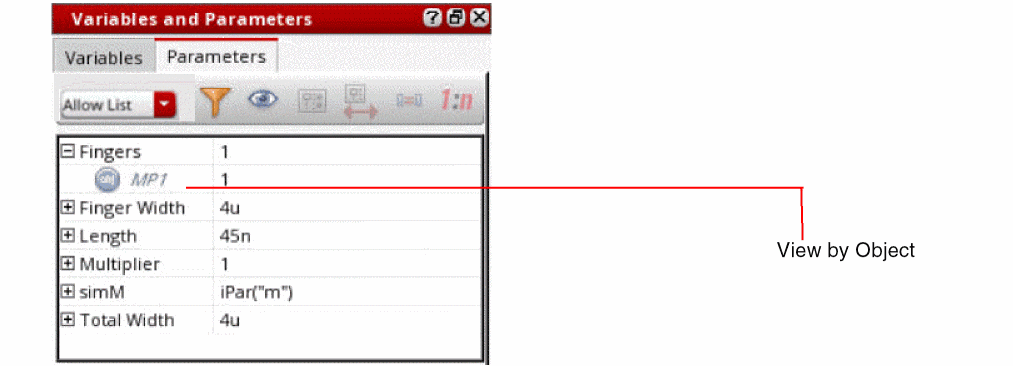 Variables and Parameters
Variables Parameters
Allow List 1:n
Fingers 1
obj MP1 1
Finger Width 4u
Length 45n
View by Object
Multiplier 1
simM iPar("m")
Total Width 4u